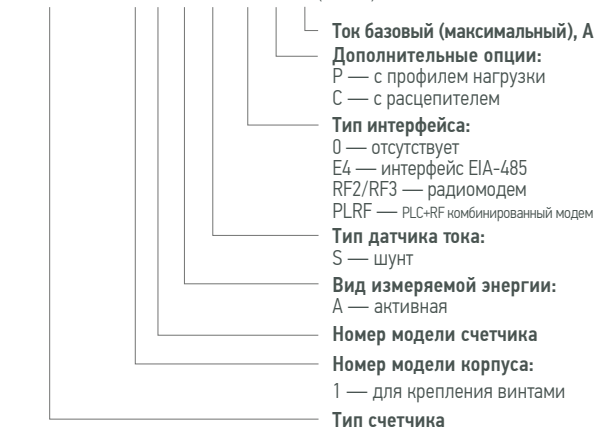 Ток базовый (максимальный), А
Дополнительные опции:
P — с профилем нагрузки
C — с расцепителем
Тип интерфейса:
0 — отсутствует
E4 — интерфейс EIA-485
RF2/RF3 — радиомодем
PLRF — PLC+RF комбинированный модем
Тип датчика тока:
S — шунт
Вид измеряемой энергии:
A — активная
Номер модели счетчика
Номер модели корпуса:
1 — для крепления винтами
Тип счетчика